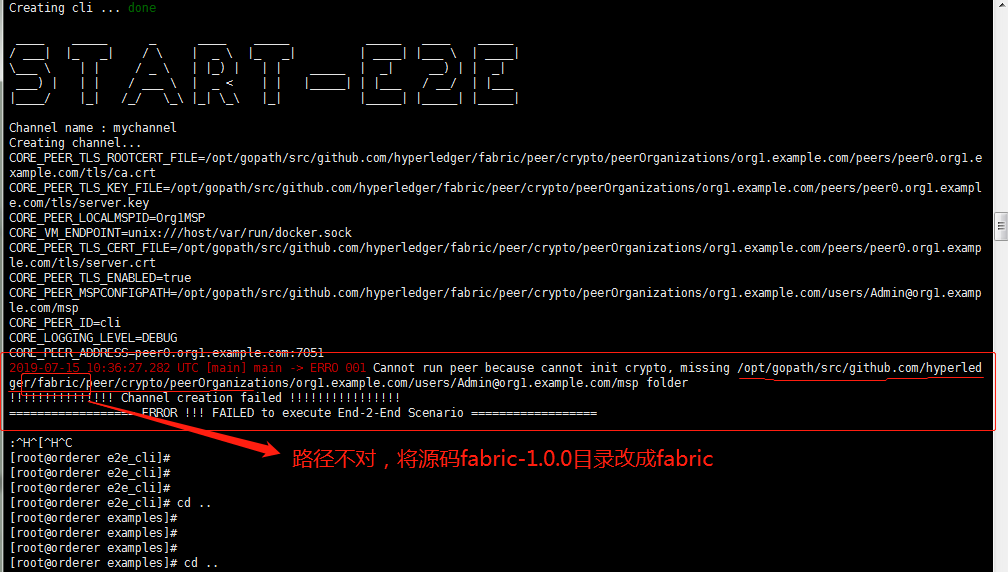 Creating cli ... done
START-E2E
Channel name : mychannel
Creating channel...
CORE_PEER_TLS_ROOTCERT_FILE=/opt/gopath/src/github.com/hyperledger/fabric/peer/crypto/peerOrganizations/org1.example.com/peers/peer0.org1.e
xample.com/tls/ca.crt
CORE_PEER_TLS_KEY_FILE=/opt/gopath/src/github.com/hyperledger/fabric/peer/crypto/peerOrganizations/org1.example.com/peers/peer0.org1.exampl
e.com/tls/server.key
CORE_PEER_LOCALMSPID=Org1MSP
CORE_VM_ENDPOINT=unix:///host/var/run/docker.sock
CORE_PEER_TLS_CERT_FILE=/opt/gopath/src/github.com/hyperledger/fabric/peer/crypto/peerOrganizations/org1.example.com/peers/peer0.org1.examp
le.com/tls/server.crt
CORE_PEER_TLS_ENABLED=true
CORE_PEER_MSPCONFIGPATH=/opt/gopath/src/github.com/hyperledger/fabric/peer/crypto/peerOrganizations/org1.example.com/users/Admin@org1.examp
le.com/msp
CORE_PEER_ID=cli
CORE_LOGGING_LEVEL=DEBUG
CORE_PEER_ADDRESS=peer0.org1.example.com:7051
2019-07-15 10:36:27.282 UTC [main] main -> ERRO 001 Cannot run peer because cannot init crypto, missing /opt/gopath/src/github.com/hyperled
ger/fabric/peer/crypto/peerOrganizations/org1.example.com/users/Admin@org1.example.com/msp folder
!!!!!!!!!!!!!!! Channel creation failed !!!!!!!!!!!!!!!!
================== ERROR !!! FAILED to execute End-2-End Scenario ==================
:^H^[^H^C
路径不对，将源码fabric-1.0.0目录改成fabric
[root@orderer e2e_cli]#
[root@orderer e2e_cli]#
[root@orderer e2e_cli]#
[root@orderer e2e_cli]# cd ..
[root@orderer examples]#
[root@orderer examples]#
[root@orderer examples]#
[root@orderer examples]# cd ..